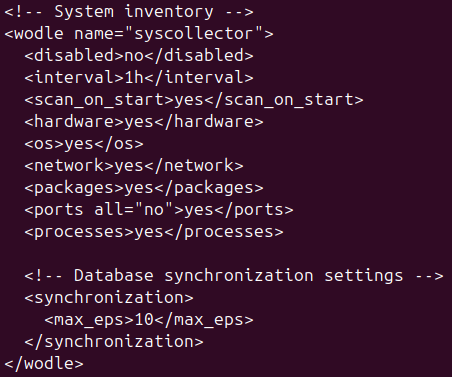 <!-- System inventory -->
<wodle name="syscollector">
  <disabled>no</disabled>
  <interval>1h</interval>
  <scan_on_start>yes</scan_on_start>
  <hardware>yes</hardware>
  <os>yes</os>
  <network>yes</network>
  <packages>yes</packages>
  <ports all="no">yes</ports>
  <processes>yes</processes>

  <!-- Database synchronization settings -->
  <synchronization>
    <max_eps>10</max_eps>
  </synchronization>
</wodle>